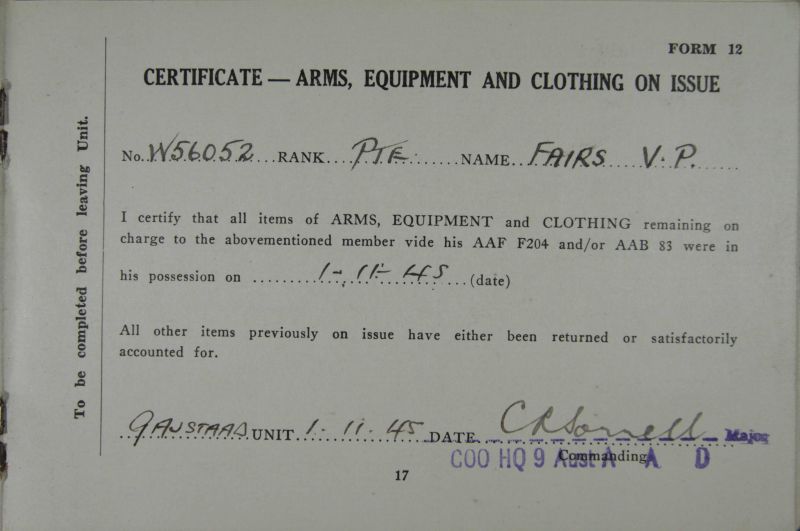 FORM 12
CERTIFICATE — ARMS, EQUIPMENT AND CLOTHING ON ISSUE
To be completed before leaving Unit.
No. W56052 RANK PTE NAME FAIRS V.P.
I certify that all items of ARMS, EQUIPMENT and CLOTHING remaining on
charge to the abovementioned member vide his AAF F204 and/or AAB 83 were in
his possession on 1-11-45 (date)
All other items previously on issue have either been returned or satisfactorily
accounted for.
UNIT 1.11.45 DATE Major
COO HQ 9 Aust A A D
Commanding
17